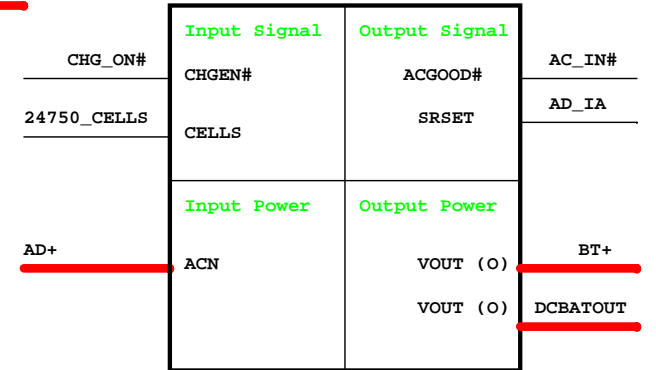 Input Signal Output Signal
CHG_ON# AC_IN#
CHGEN# ACGOOD#
AD_IA
24750_CELLS SRSET
CELLS
Input Power Output Power
AD+ BT+
ACN VOUT (O)
VOUT (O) DCBATOUT